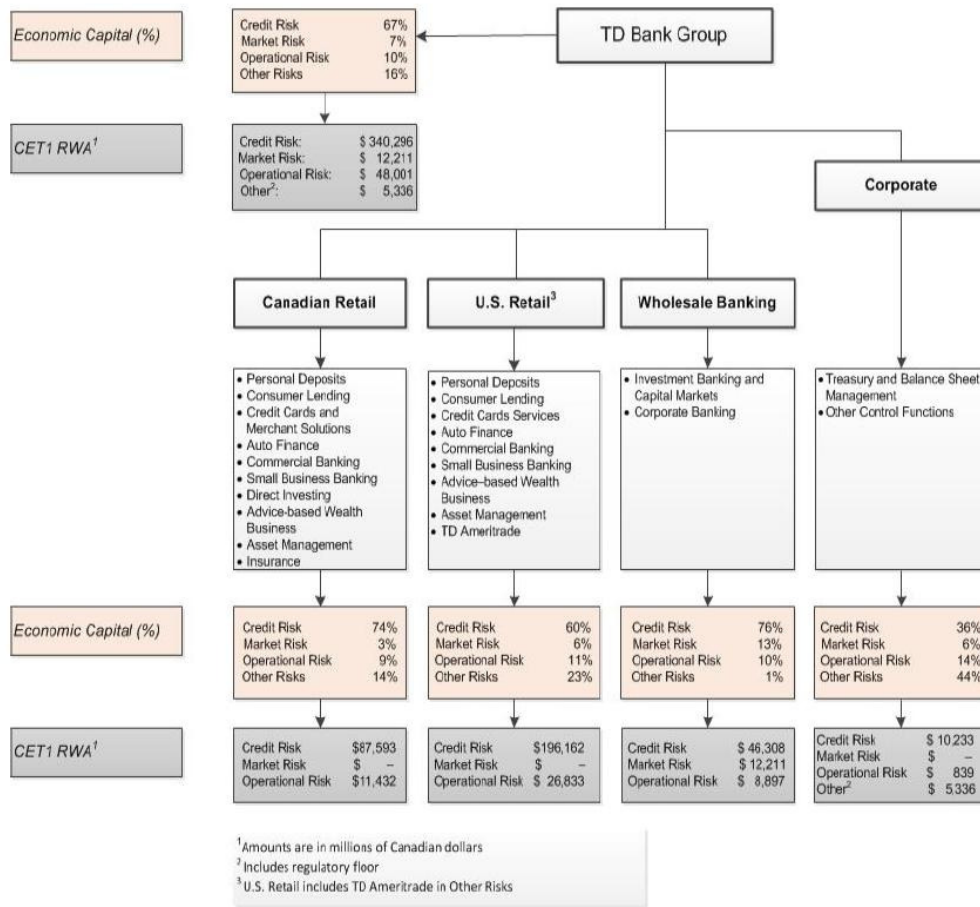 Economic Capital (%)
Credit Risk 67%
Market Risk 7%
Operational Risk 10%
Other Risks 16%
TD Bank Group
CET1 RWA¹
Credit Risk: $ 340,296
Market Risk: $ 12,211
Operational Risk: $ 48,001
Other²: $ 5,336
Corporate
Canadian Retail
U.S. Retail³
Wholesale Banking
• Personal Deposits
• Consumer Lending
• Credit Cards and
Merchant Solutions
• Auto Finance
• Commercial Banking
• Small Business Banking
• Direct Investing
• Advice-based Wealth
Business
• Asset Management
• Insurance
• Personal Deposits
• Consumer Lending
• Credit Cards Services
• Auto Finance
• Commercial Banking
• Small Business Banking
• Advice–based Wealth
Business
• Asset Management
• TD Ameritrade
• Investment Banking and
Capital Markets
• Corporate Banking
• Treasury and Balance Sheet
Management
• Other Control Functions
Economic Capital (%)
Credit Risk 74%
Market Risk 3%
Operational Risk 9%
Other Risks 14%
Credit Risk 60%
Market Risk 6%
Operational Risk 11%
Other Risks 23%
Credit Risk 76%
Market Risk 13%
Operational Risk 10%
Other Risks 1%
Credit Risk 36%
Market Risk 6%
Operational Risk 14%
Other Risks 44%
CET1 RWA¹
Credit Risk $87,593
Market Risk $ –
Operational Risk $11,432
Credit Risk $196,162
Market Risk $ –
Operational Risk $ 26,833
Credit Risk $ 46,308
Market Risk $ 12,211
Operational Risk $ 8,897
Credit Risk $ 10,233
Market Risk $ –
Operational Risk $ 839
Other² $ 5,336
¹Amounts are in millions of Canadian dollars
² Includes regulatory floor
³ U.S. Retail includes TD Ameritrade in Other Risks